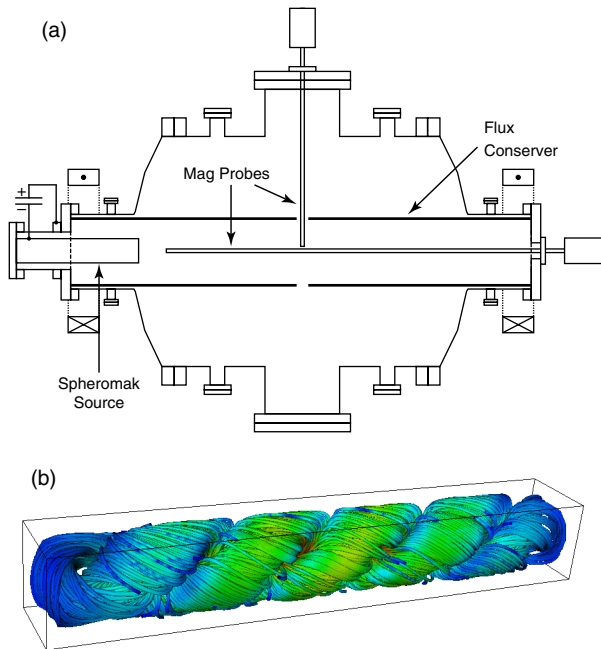 (a)
Flux
Conserver
Mag Probes
+
−
Spheromak
Source
(b)